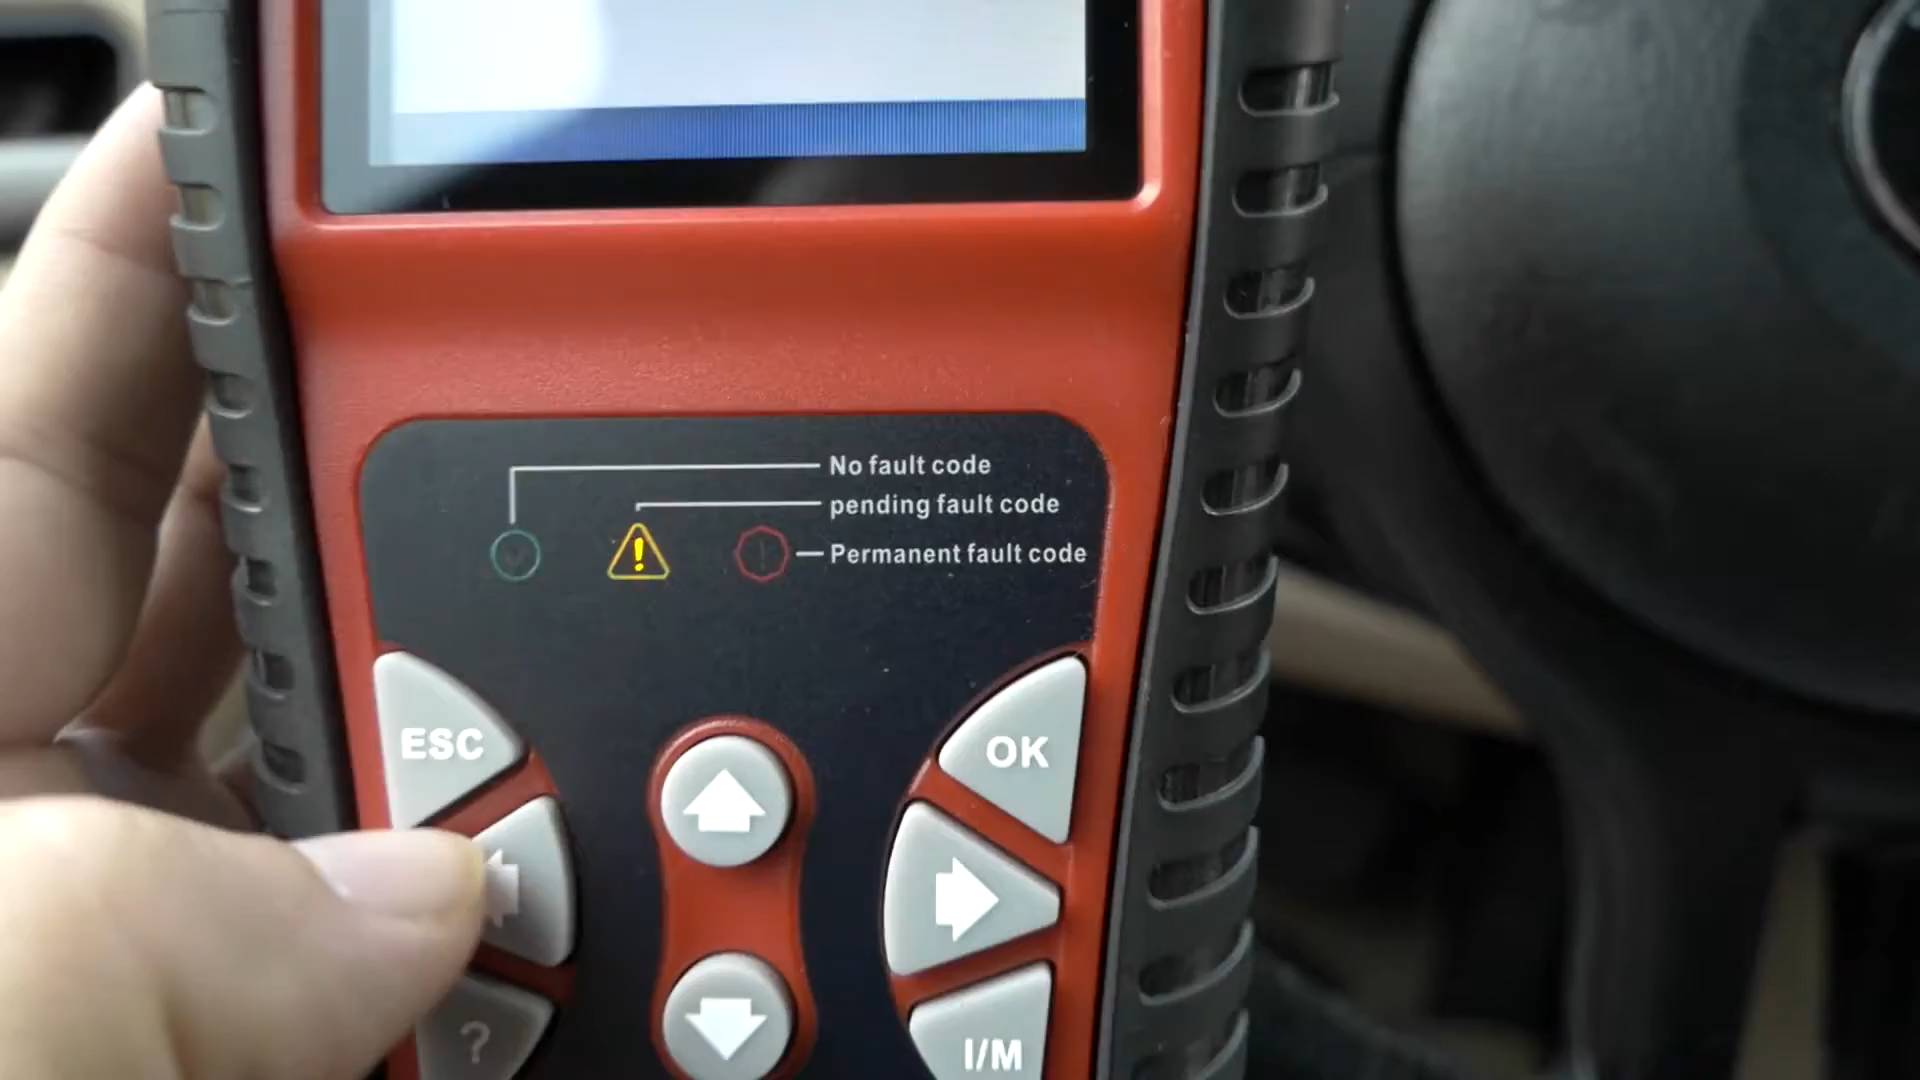 No fault code
pending fault code
Permanent fault code
ESC
OK
?
I/M